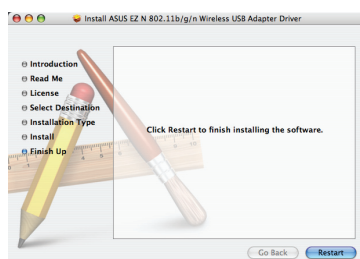 Install ASUS EZ N 802.11b/g/n Wireless USB Adapter Driver
Introduction
Read Me
License
Select Destination
Installation Type
Install
Finish Up
Click Restart to finish installing the software.
Go Back
Restart